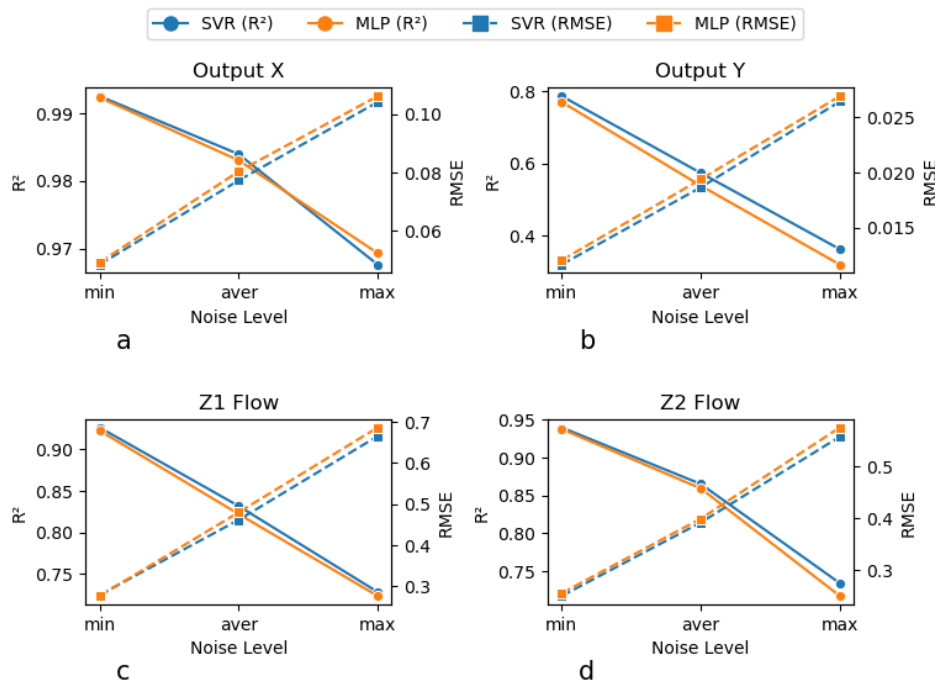 SVR (R²) MLP (R²) SVR (RMSE) MLP (RMSE)
Output X
R²
0.99
0.98
0.97
0.10
0.08
0.06
RMSE
min aver max
Noise Level
a
Output Y
R²
0.8
0.6
0.4
0.025
0.020
0.015
RMSE
min aver max
Noise Level
b
Z1 Flow
R²
0.90
0.85
0.80
0.75
0.7
0.6
0.5
0.4
0.3
RMSE
min aver max
Noise Level
c
Z2 Flow
R²
0.95
0.90
0.85
0.80
0.75
0.5
0.4
0.3
RMSE
min aver max
Noise Level
d